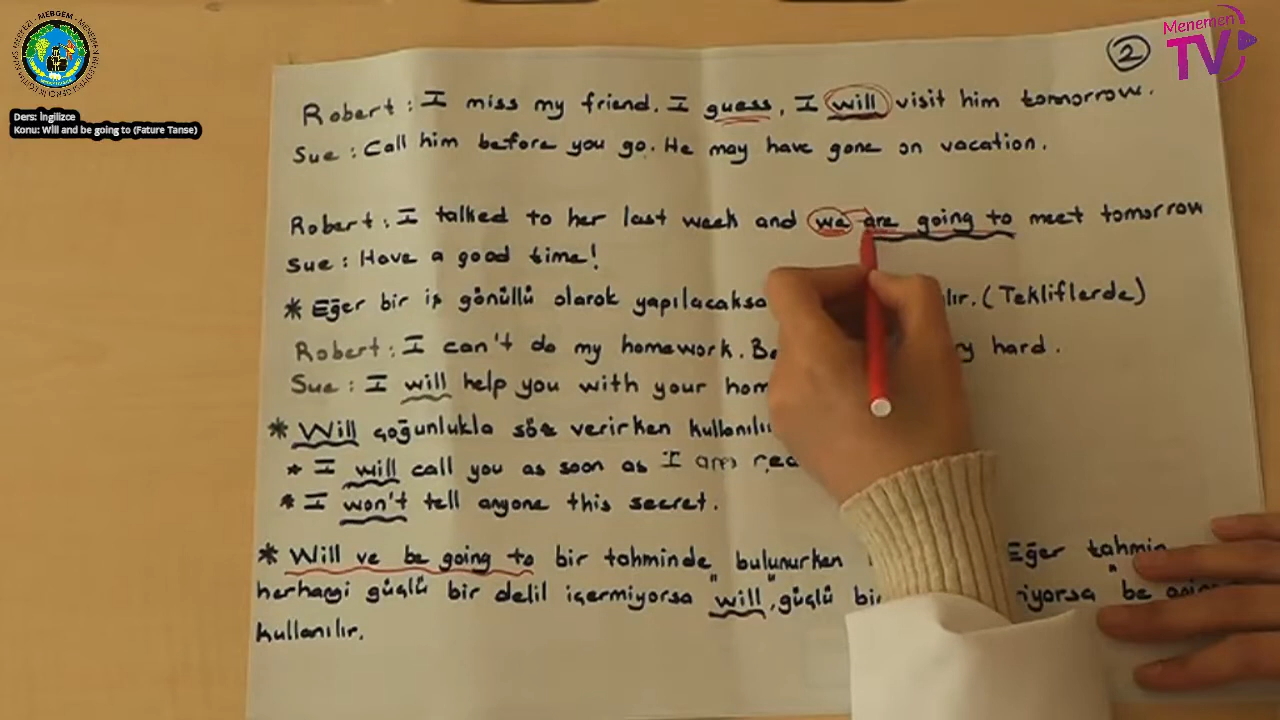 MEBGEM
Menemen
TV
Ders: İngilizce
Konu: Will and be going to (Fature Tanse)
2
Robert: I miss my friend. I guess, I will visit him tomorrow.
Sue: Call him before you go. He may have gone on vacation.
Robert: I talked to her last week and we are going to meet tomorrow
Sue: Have a good time!
* Eğer bir iş gönüllü olarak yapılacaksa lır. (Tekliflerde)
Robert: I can't do my homework. hard.
Sue: I will help you with your
* Will çoğunlukla söz verirken
* I will call you as soon as I am
* I won't tell anyone this secret.
* Will ve be going to bir tahminde bulunurken Eğer tahmin
herhangi güçlü bir delil içermiyorsa "will", güçlü bir iyorsa "be
kullanılır.